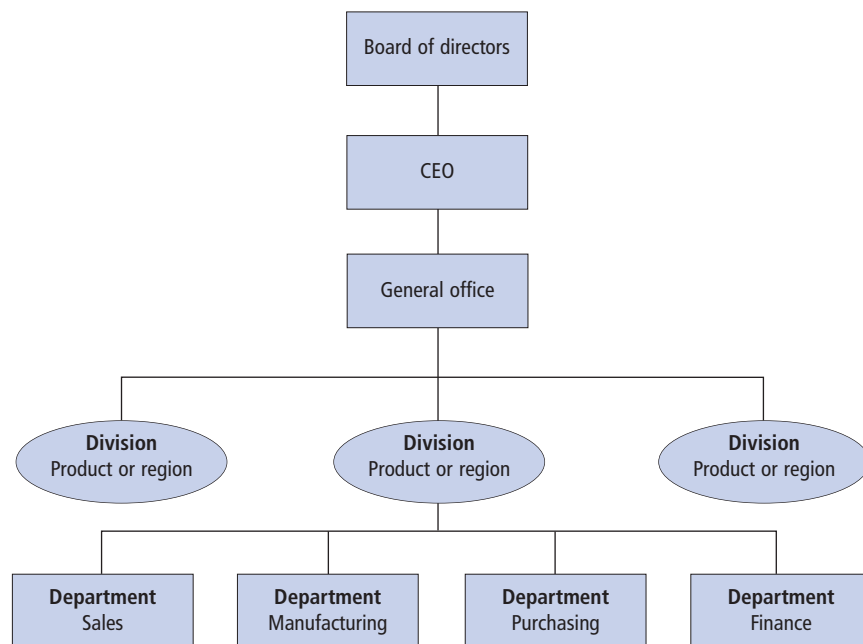 Board of directors
CEO
General office
Division
Product or region
Division
Product or region
Division
Product or region
Department
Sales
Department
Manufacturing
Department
Purchasing
Department
Finance